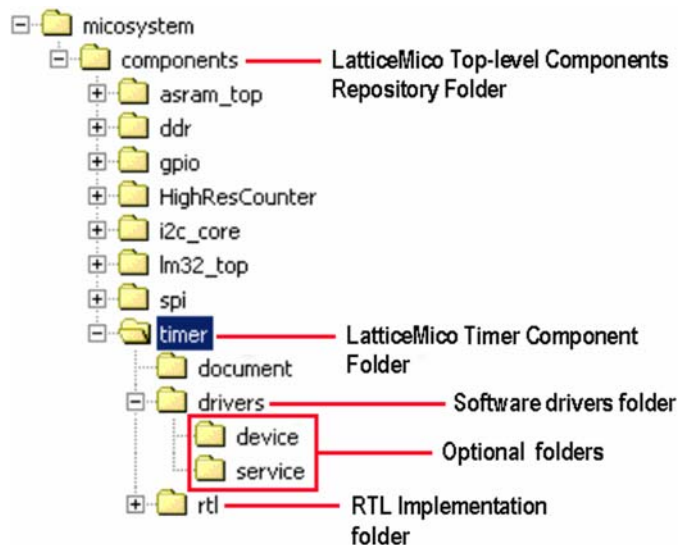 micosystem
components
LatticeMico Top-level Components
Repository Folder
asram_top
ddr
gpio
HighResCounter
i2c_core
lm32_top
spi
timer
LatticeMico Timer Component
Folder
document
drivers
Software drivers folder
device
Optional folders
service
rtl
RTL Implementation
folder